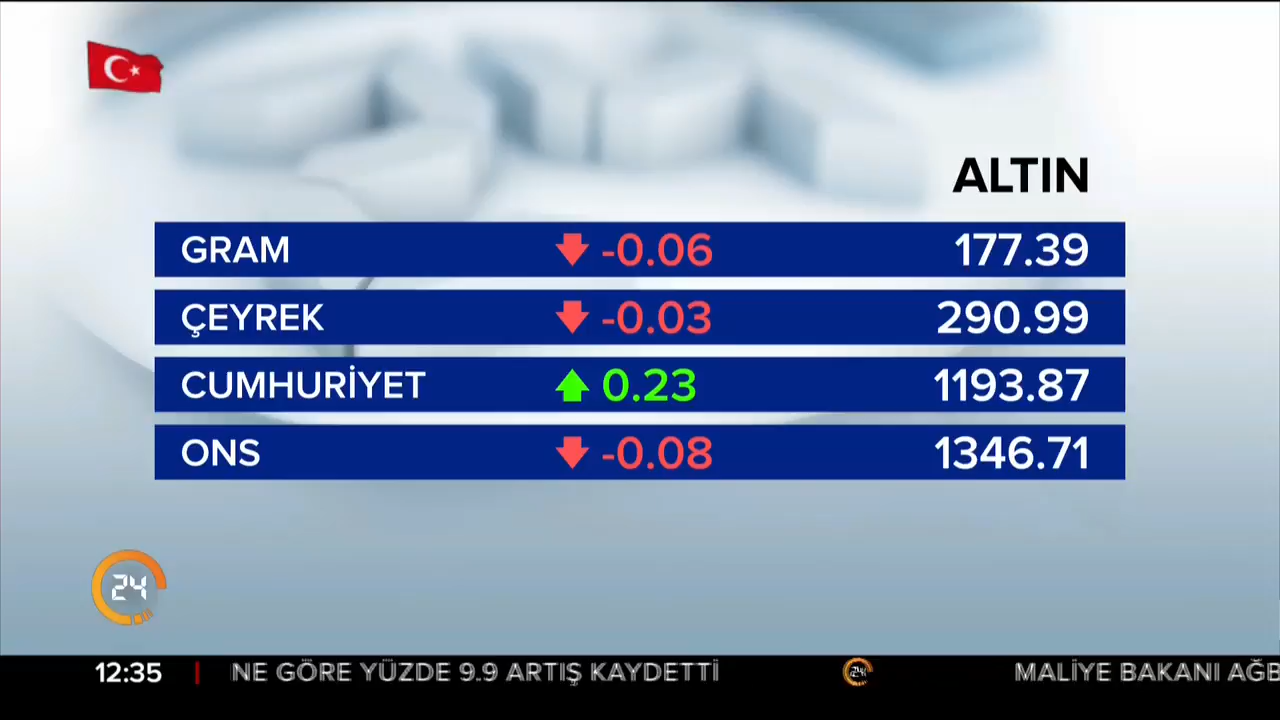 ALTIN
GRAM -0.06 177.39
ÇEYREK -0.03 290.99
CUMHURİYET 0.23 1193.87
ONS -0.08 1346.71
24
12:35 NE GÖRE YÜZDE 9.9 ARTIŞ KAYDETTİ 24 MALİYE BAKANI AĞB